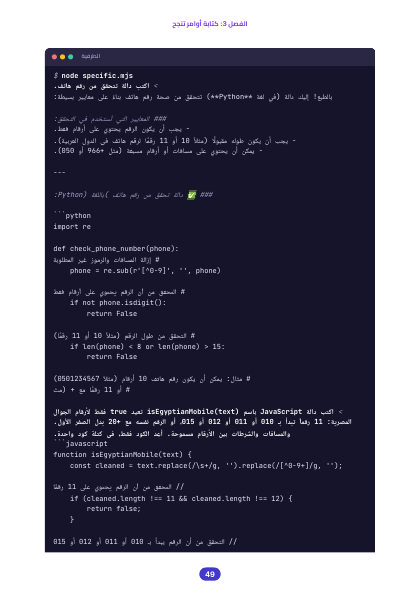 الفصل 3: كتابة أوامر تنجح
الطرفية
$ node specific.mjs
> اكتب دالة تتحقق من رقم هاتف.
بالطبع! إليك دالة (في لغة **Python**) تتحقق من صحة رقم هاتف بناءً على معايير بسيطة:
### المعايير التي أستخدم في التحقق:
- يجب أن يكون الرقم يحتوي على أرقام فقط.
- يجب أن يكون طوله مقبولًا (مثلاً 10 أو 11 رقمًا لرقم هاتف في الدول العربية).
- يمكن أن يحتوي على مسافات أو أرقام مسبقة (مثل +966 أو 050).
---
### ✅ دالة تحقق من رقم هاتف (باللغة Python):
```python
import re
def check_phone_number(phone):
# إزالة المسافات والرموز غير المطلوبة
phone = re.sub(r'[^0-9]', '', phone)
# التحقق من أن الرقم يحتوي على أرقام فقط
if not phone.isdigit():
return False
# التحقق من طول الرقم (مثلاً 10 أو 11 رقمًا)
if len(phone) < 8 or len(phone) > 15:
return False
# مثال: يمكن أن يكون رقم هاتف 10 أرقام (مثلا 0501234567)
# أو 11 رقمًا مع + (مث
> اكتب دالة JavaScript باسم isEgyptianMobile(text) تعيد true فقط لأرقام الجوال
المصرية: 11 رقماً تبدأ بـ 010 أو 011 أو 012 أو 015، أو الرقم نفسه مع +20 بدل الصفر الأول.
والمسافات والشرطات بين الأرقام مسموحة. أعد الكود فقط، في كتلة كود واحدة.
```javascript
function isEgyptianMobile(text) {
const cleaned = text.replace(/\s+/g, '').replace(/[^0-9+]/g, '');
// التحقق من أن الرقم يحتوي على 11 رقمًا
if (cleaned.length !== 11 && cleaned.length !== 12) {
return false;
}
// التحقق من أن الرقم يبدأ بـ 010 أو 011 أو 012 أو 015
49